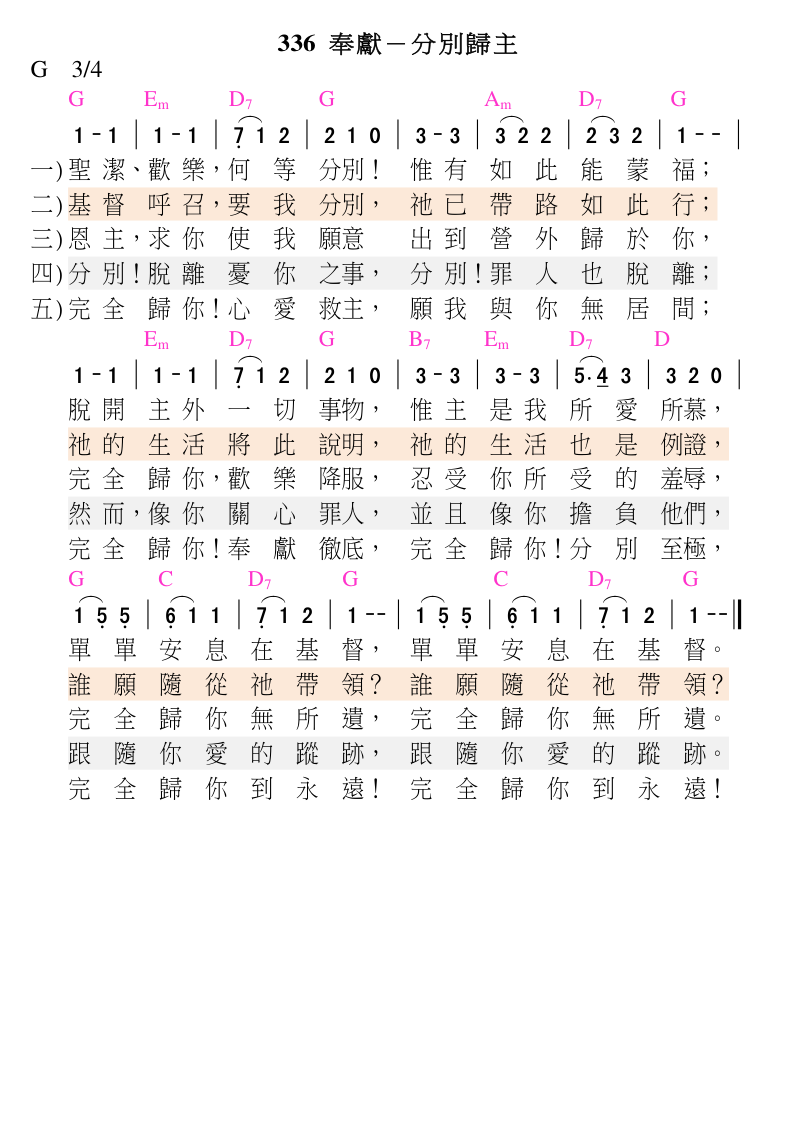 336 奉獻－分別歸主
G 3/4
G Em D7 G Am D7 G
1 - 1 | 1 - 1 | 7 1 2 | 2 1 0 | 3 - 3 | 3 2 2 | 2 3 2 | 1 - - |
一)聖潔、歡樂，何等分別！ 惟有如此能蒙福；
二)基督呼召，要我分別， 祂已帶路如此行；
三)恩主，求你使我願意 出到營外歸於你，
四)分別！脫離憂你之事， 分別！罪人也脫離；
五)完全歸你！心愛救主， 願我與你無居間；
Em D7 G B7 Em D7 D
1 - 1 | 1 - 1 | 7 1 2 | 2 1 0 | 3 - 3 | 3 - 3 | 5. 4 3 | 3 2 0 |
脫開主外一切事物， 惟主是我所愛所慕，
祂的生活將此說明， 祂的生活也是例證，
完全歸你，歡樂降服， 忍受你所受的羞辱，
然而，像你關心罪人， 並且像你擔負他們，
完全歸你！奉獻徹底， 完全歸你！分別至極，
G C D7 G C D7 G
1 5 5 | 6 1 1 | 7 1 2 | 1 - - | 1 5 5 | 6 1 1 | 7 1 2 | 1 - - ‖
單單安息在基督， 單單安息在基督。
誰願隨從祂帶領？ 誰願隨從祂帶領？
完全歸你無所遺， 完全歸你無所遺。
跟隨你愛的蹤跡， 跟隨你愛的蹤跡。
完全歸你到永遠！ 完全歸你到永遠！